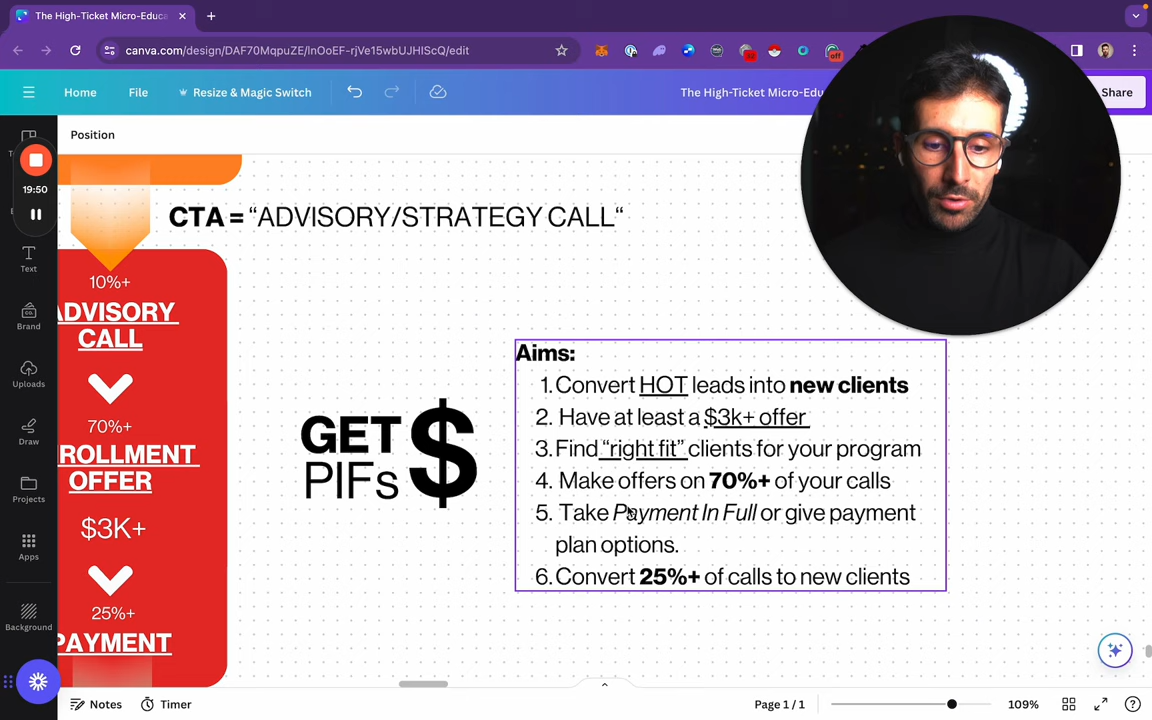 The High-Ticket Micro-Educa
canva.com/design/DAF70MqpuZE/lnOoEF-rjVe15wbUJHlScQ/edit
off
Home
File
Resize & Magic Switch
The High-Ticket Micro-Edu
Share
Position
19:50
Text
Brand
Uploads
Draw
Projects
Apps
Background
CTA = “ADVISORY/STRATEGY CALL“
10%+
ADVISORY
CALL
70%+
ROLLMENT
OFFER
$3K+
25%+
PAYMENT
GET
PIFs
$
Aims:
1. Convert HOT leads into new clients
2. Have at least a $3k+ offer
3. Find “right fit” clients for your program
4. Make offers on 70%+ of your calls
5. Take Payment In Full or give payment
plan options.
6. Convert 25%+ of calls to new clients
Notes
Timer
Page 1 / 1
109%